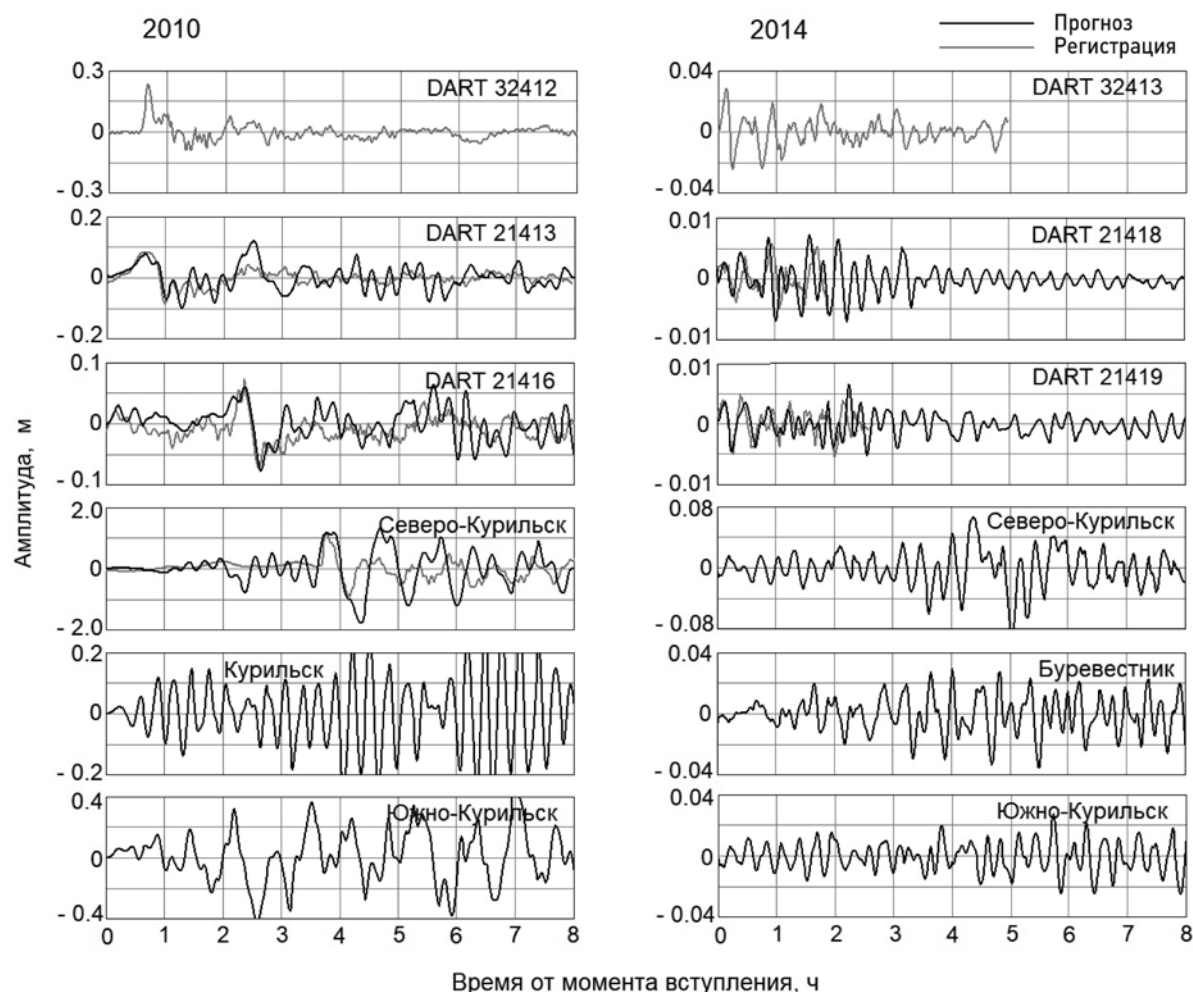 2010
2014
Прогноз
Регистрация
Амплитуда, м
0.3
0
- 0.3
DART 32412
0.04
0
- 0.04
DART 32413
0.2
0
- 0.2
DART 21413
0.01
0
- 0.01
DART 21418
0.1
0
- 0.1
DART 21416
0.01
0
- 0.01
DART 21419
2.0
0
- 2.0
Северо-Курильск
0.08
0
- 0.08
Северо-Курильск
0.2
0
- 0.2
Курильск
0.04
0
- 0.04
Буревестник
0.4
0
- 0.4
Южно-Курильск
0.04
0
- 0.04
Южно-Курильск
0 1 2 3 4 5 6 7 8
0 1 2 3 4 5 6 7 8
Время от момента вступления, ч